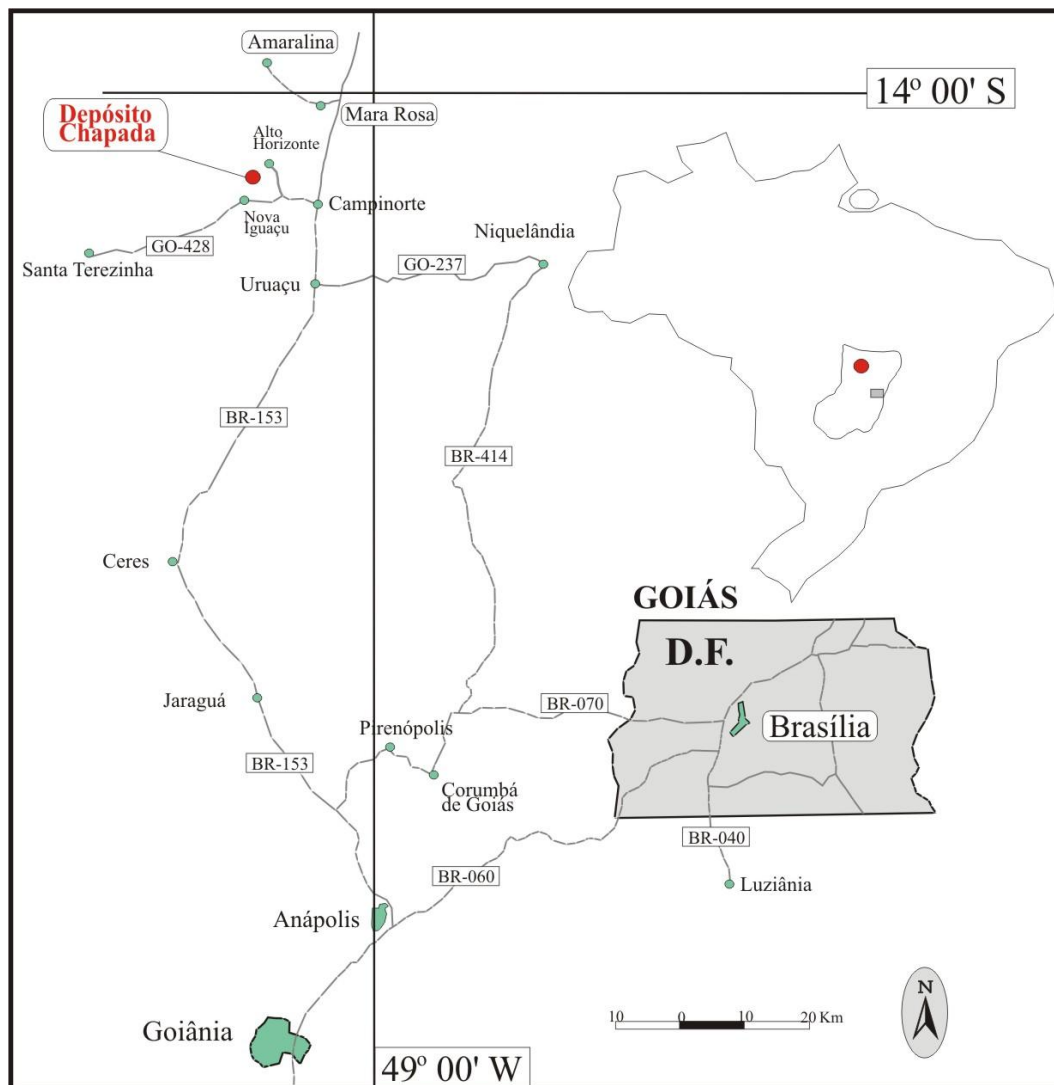 Amaralina
14º 00' S
Depósito
Chapada
Mara Rosa
Alto
Horizonte
Campinorte
Nova
Iguaçu
GO-428
Santa Terezinha
Niquelândia
GO-237
Uruaçu
BR-153
BR-414
Ceres
GOIÁS
D.F.
Jaraguá
BR-070
Pirenópolis
Brasília
BR-153
Corumbá
de Goiás
BR-040
BR-060
Luziânia
Anápolis
N
10 0 10 20 Km
Goiânia
49º 00' W